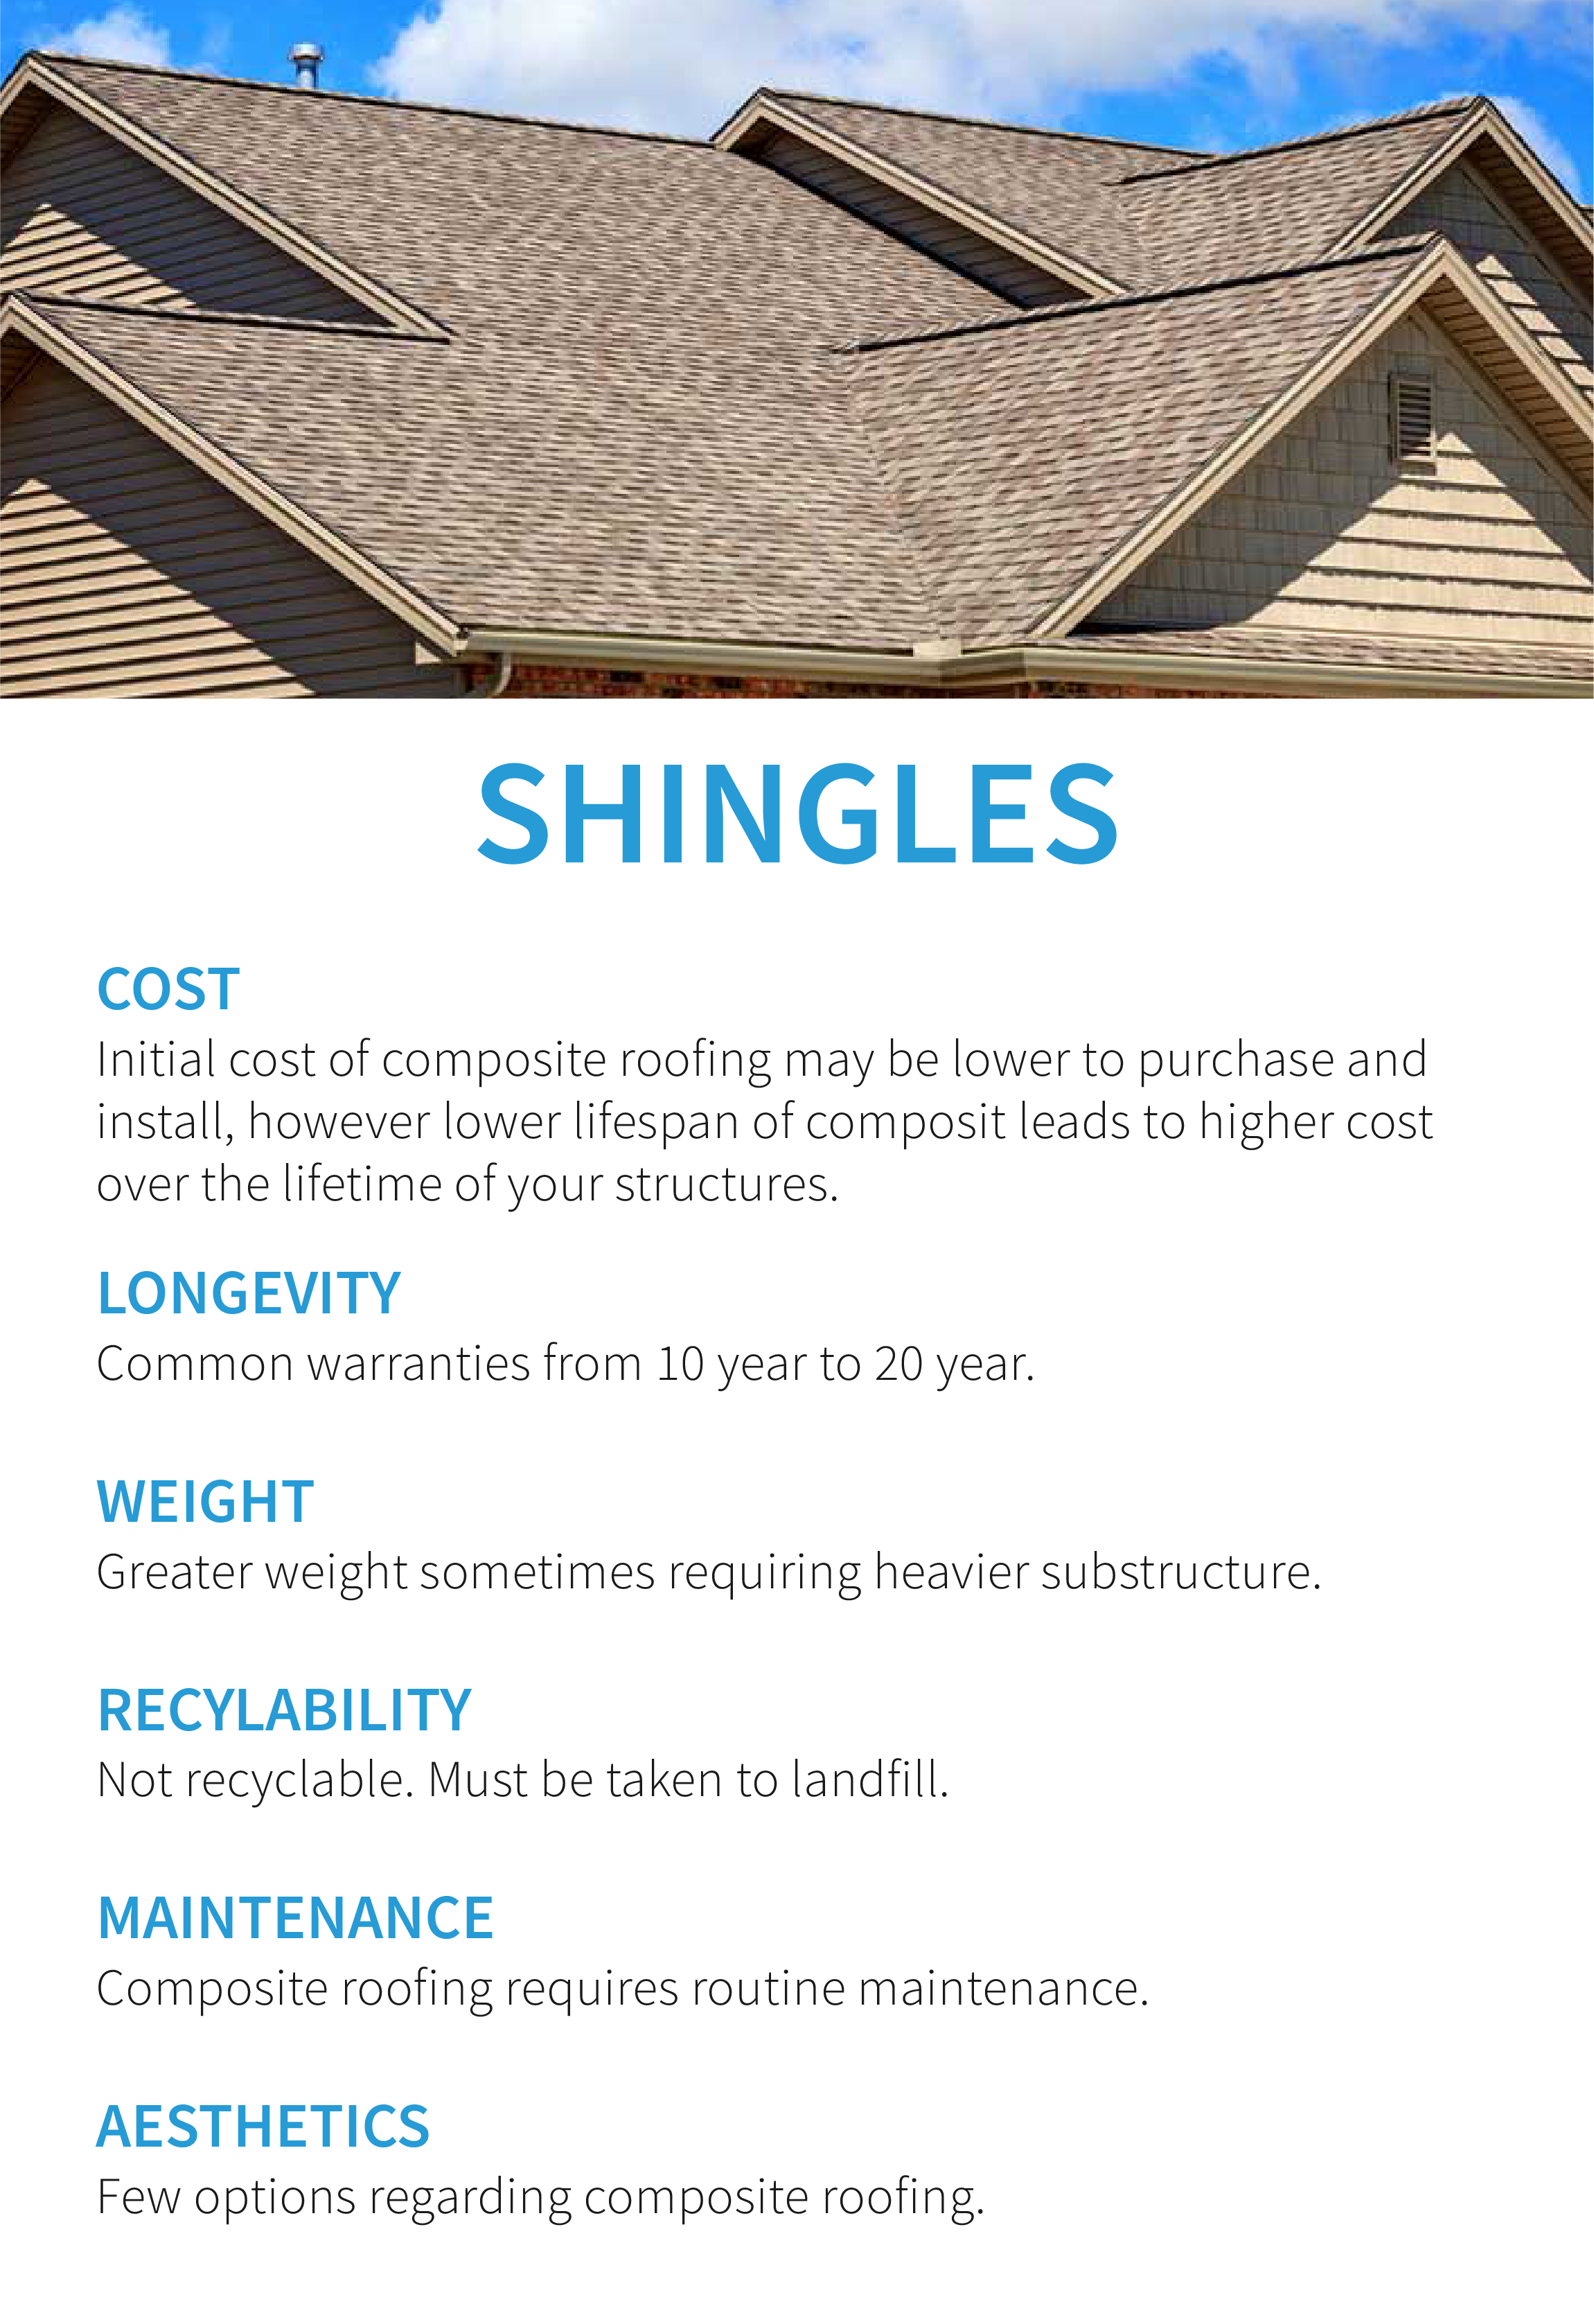 SHINGLES
COST
Initial cost of composite roofing may be lower to purchase and
install, however lower lifespan of composit leads to higher cost
over the lifetime of your structures.
LONGEVITY
Common warranties from 10 year to 20 year.
WEIGHT
Greater weight sometimes requiring heavier substructure.
RECYLABILITY
Not recyclable. Must be taken to landfill.
MAINTENANCE
Composite roofing requires routine maintenance.
AESTHETICS
Few options regarding composite roofing.